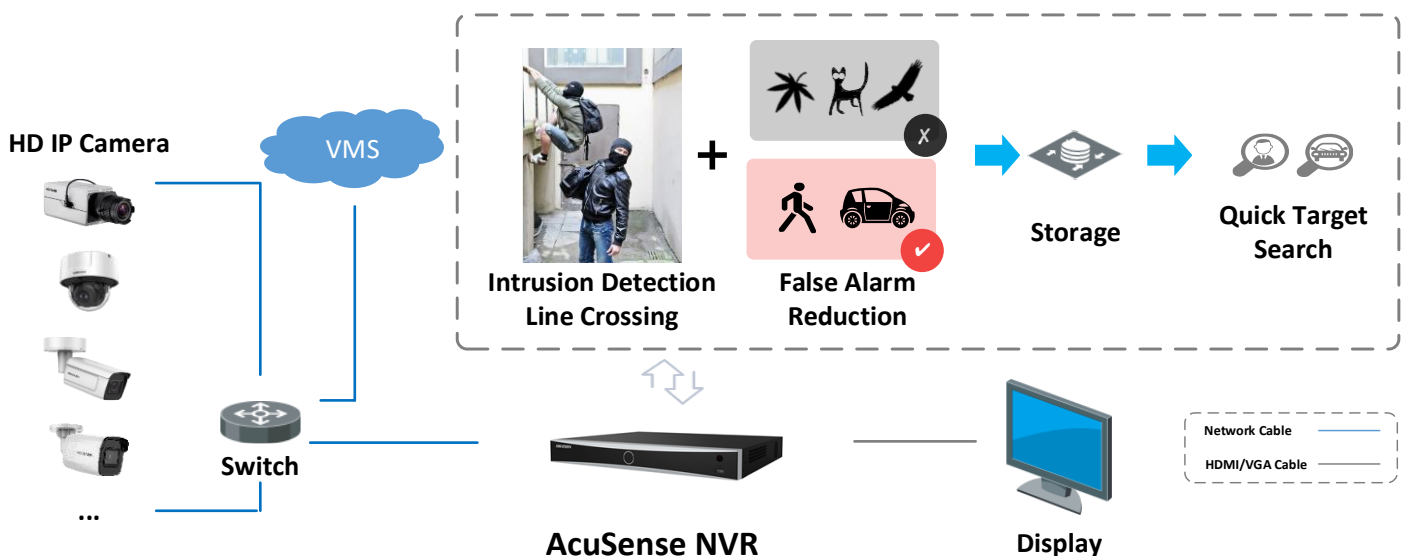 HD IP Camera
VMS
Switch
...
Intrusion Detection
Line Crossing
+
False Alarm
Reduction
Storage
Quick Target
Search
HIKVISION
AcuSense NVR
Display
Network Cable
HDMI/VGA Cable